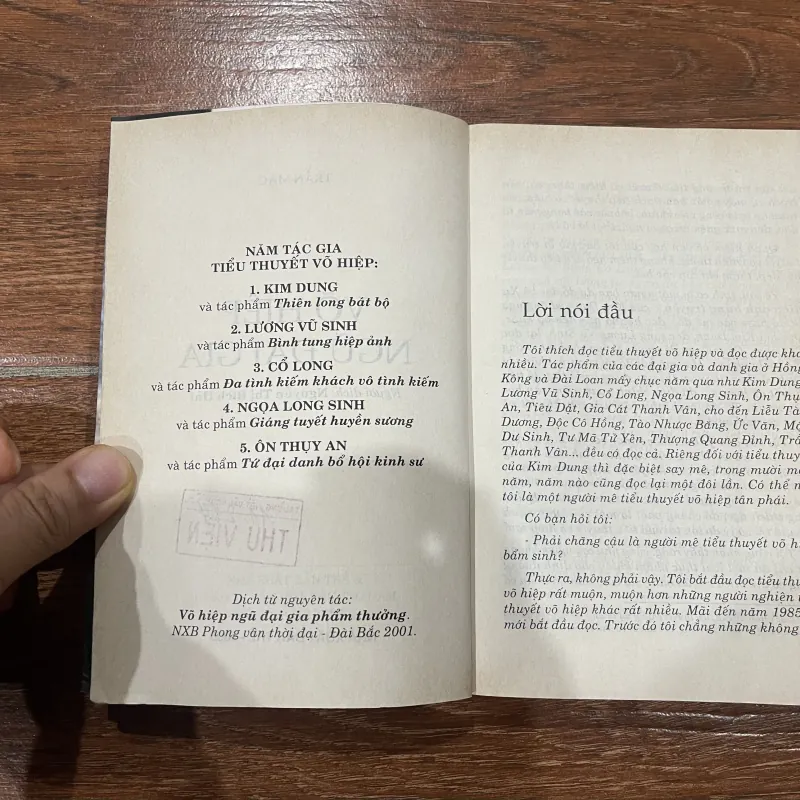 NĂM TÁC GIA
TIỂU THUYẾT VÕ HIỆP:
1. KIM DUNG
và tác phẩm Thiên long bát bộ
2. LƯƠNG VŨ SINH
và tác phẩm Bình tung hiệp ảnh
3. CỔ LONG
và tác phẩm Đa tình kiếm khách vô tình kiếm
4. NGỌA LONG SINH
và tác phẩm Giáng tuyết huyền sương
5. ÔN THỤY AN
và tác phẩm Tứ đại danh bổ hội kinh sư
THƯ VIỆN
Dịch từ nguyên tác:
Võ hiệp ngũ đại gia phẩm thưởng.
NXB Phong vân thời đại - Đài Bắc 2001.
Lời nói đầu
Tôi thích đọc tiểu thuyết võ hiệp và đọc được khá
nhiều. Tác phẩm của các đại gia và danh gia ở Hồng
Kông và Đài Loan mấy chục năm qua như Kim Dung
Lương Vũ Sinh, Cổ Long, Ngọa Long Sinh, Ôn Thụ
An, Tiêu Dật, Gia Cát Thanh Vân, cho đến Liễu Tà
Dương, Độc Cô Hồng, Tào Nhược Băng, Ức Văn, Mộ
Dư Sinh, Tư Mã Tử Yên, Thượng Quang Đỉnh, Trầ
Thanh Vân... đều có đọc cả. Riêng đối với tiểu thuy
của Kim Dung thì đặc biệt say mê, trong mười mấ
năm, năm nào cũng đọc lại một đôi lần. Có thể n
tôi là một người mê tiểu thuyết võ hiệp tân phái.
Có bạn hỏi tôi:
- Phải chăng cậu là người mê tiểu thuyết võ hi
bẩm sinh?
Thực ra, không phải vậy. Tôi bắt đầu đọc tiểu thu
võ hiệp rất muộn, muộn hơn những người nghiện t
thuyết võ hiệp khác rất nhiều. Mãi đến năm 1985
mới bắt đầu đọc. Trước đó tôi chẳng những không